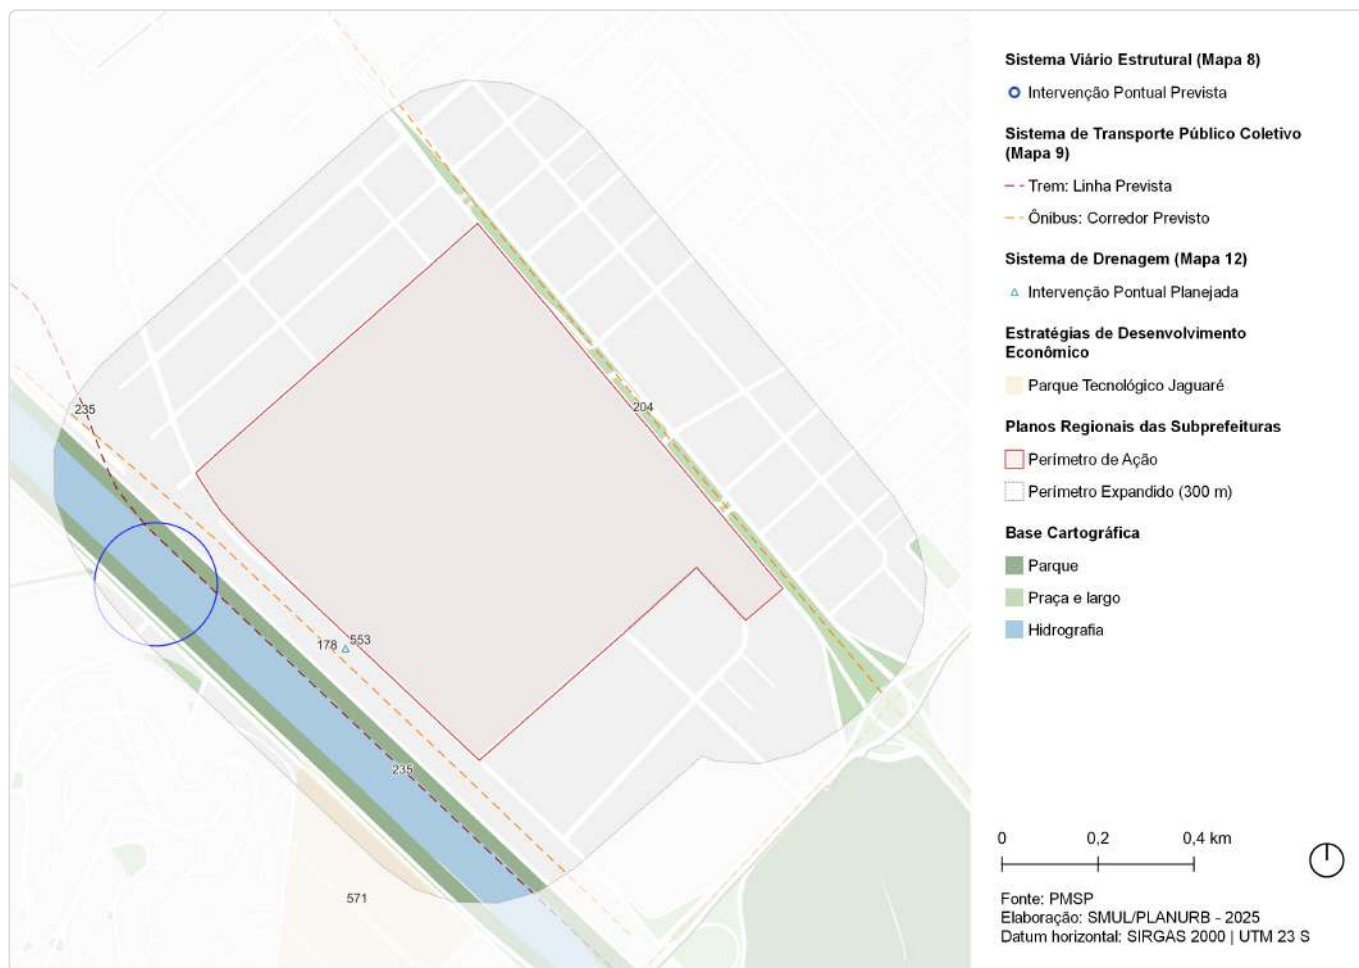 235
204
178
553
235
571
Sistema Viário Estrutural (Mapa 8)
Intervenção Pontual Prevista
Sistema de Transporte Público Coletivo
(Mapa 9)
Trem: Linha Prevista
Ônibus: Corredor Previsto
Sistema de Drenagem (Mapa 12)
Intervenção Pontual Planejada
Estratégias de Desenvolvimento
Econômico
Parque Tecnológico Jaguaré
Planos Regionais das Subprefeituras
Perímetro de Ação
Perímetro Expandido (300 m)
Base Cartográfica
Parque
Praça e largo
Hidrografia
0 0,2 0,4 km
Fonte: PMSP
Elaboração: SMUL/PLANURB - 2025
Datum horizontal: SIRGAS 2000 | UTM 23 S